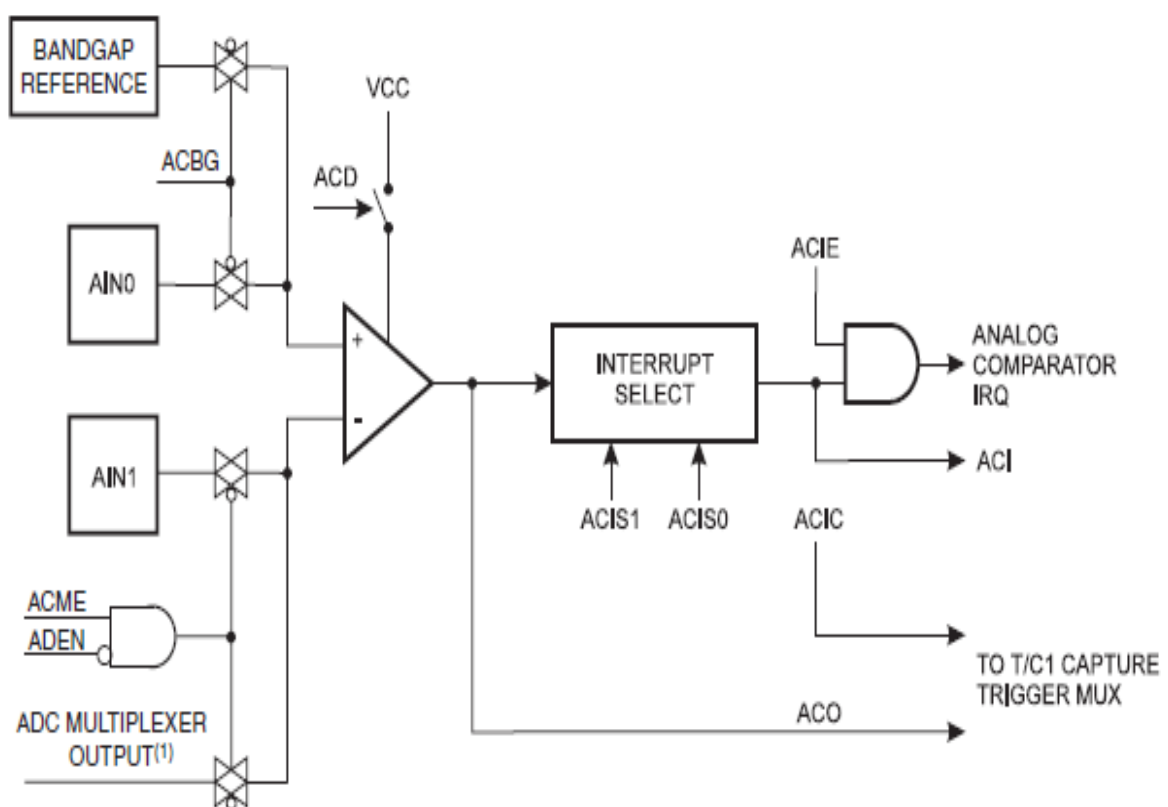 BANDGAP
REFERENCE
VCC
ACBG
ACD
AIN0
ACIE
+
INTERRUPT
SELECT
ANALOG
COMPARATOR
IRQ
-
AIN1
ACI
ACIS1
ACIS0
ACIC
ACME
ADEN
TO T/C1 CAPTURE
TRIGGER MUX
ACO
ADC MULTIPLEXER
OUTPUT(1)